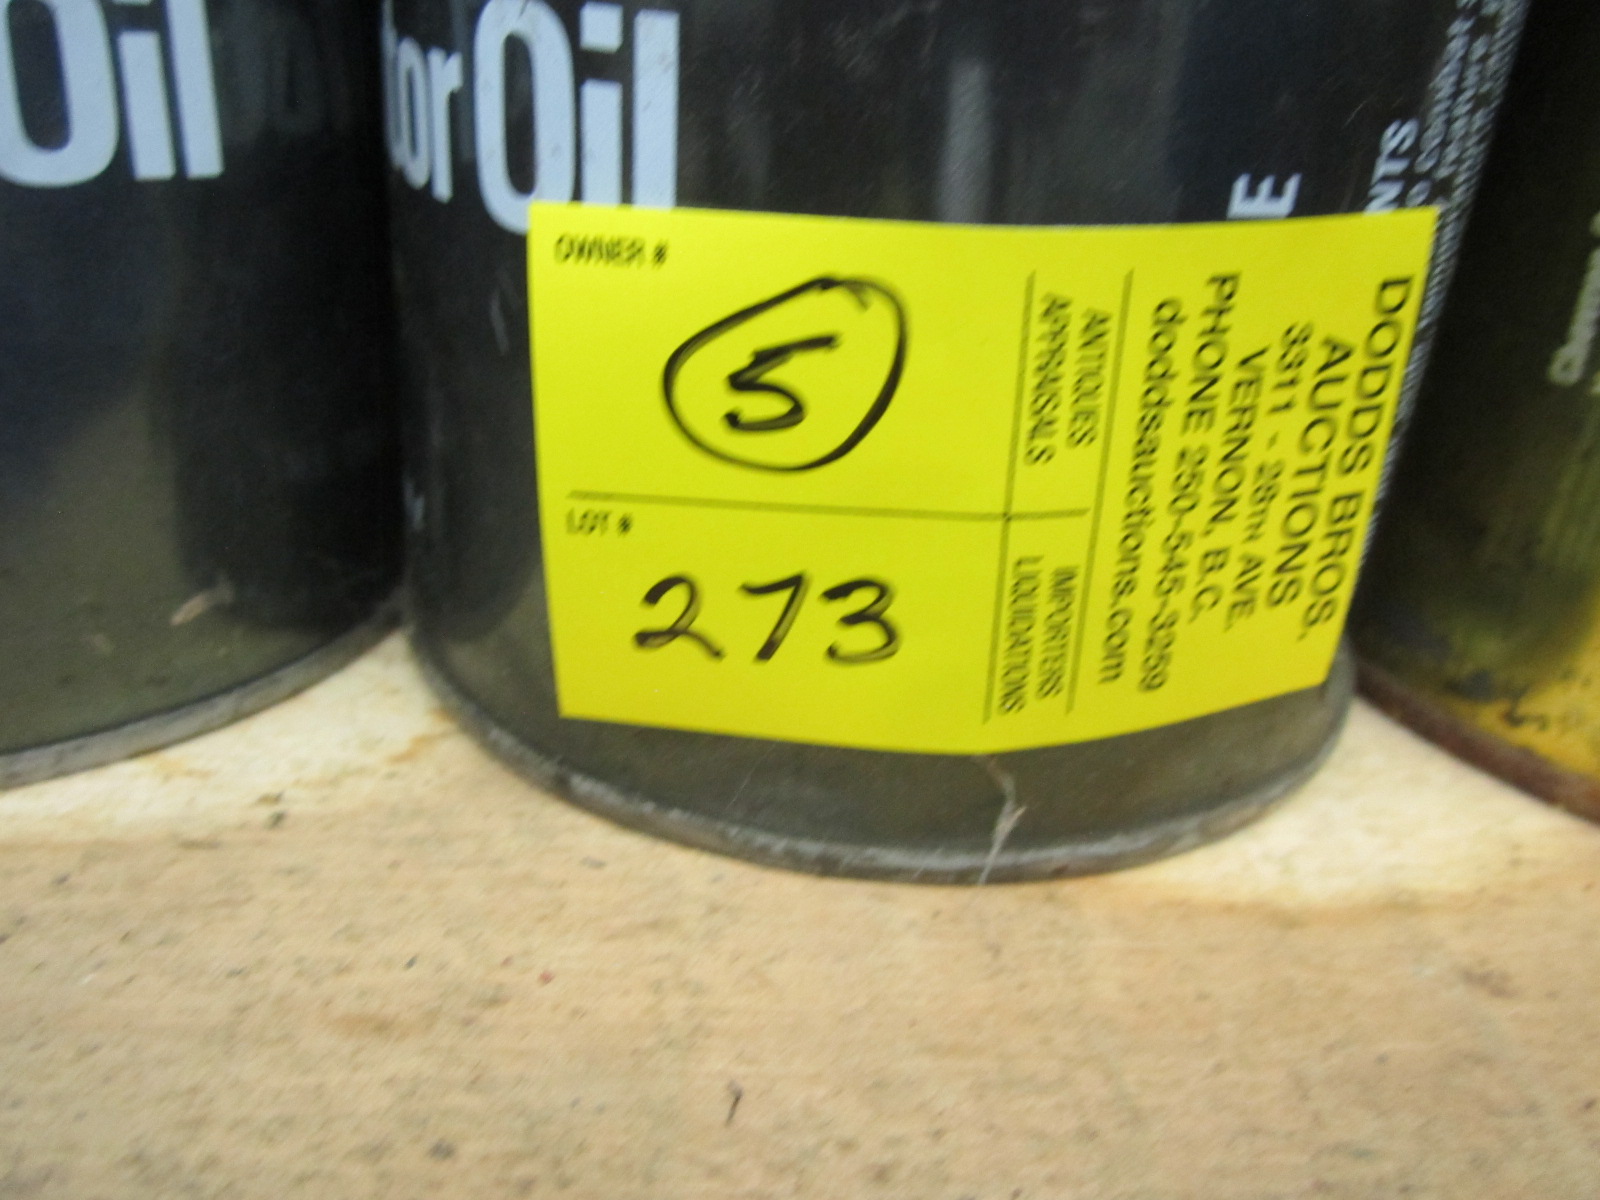 Oil
tor Oil
E
NTS
OWNER #
5
LOT #
273
ANTIQUES
APPRAISALS
IMPORTERS
LIQUIDATIONS
DODDS BROS.
AUCTIONS
3311 - 28TH AVE.
VERNON, B.C.
PHONE 250-545-3259
doddsauctions.com